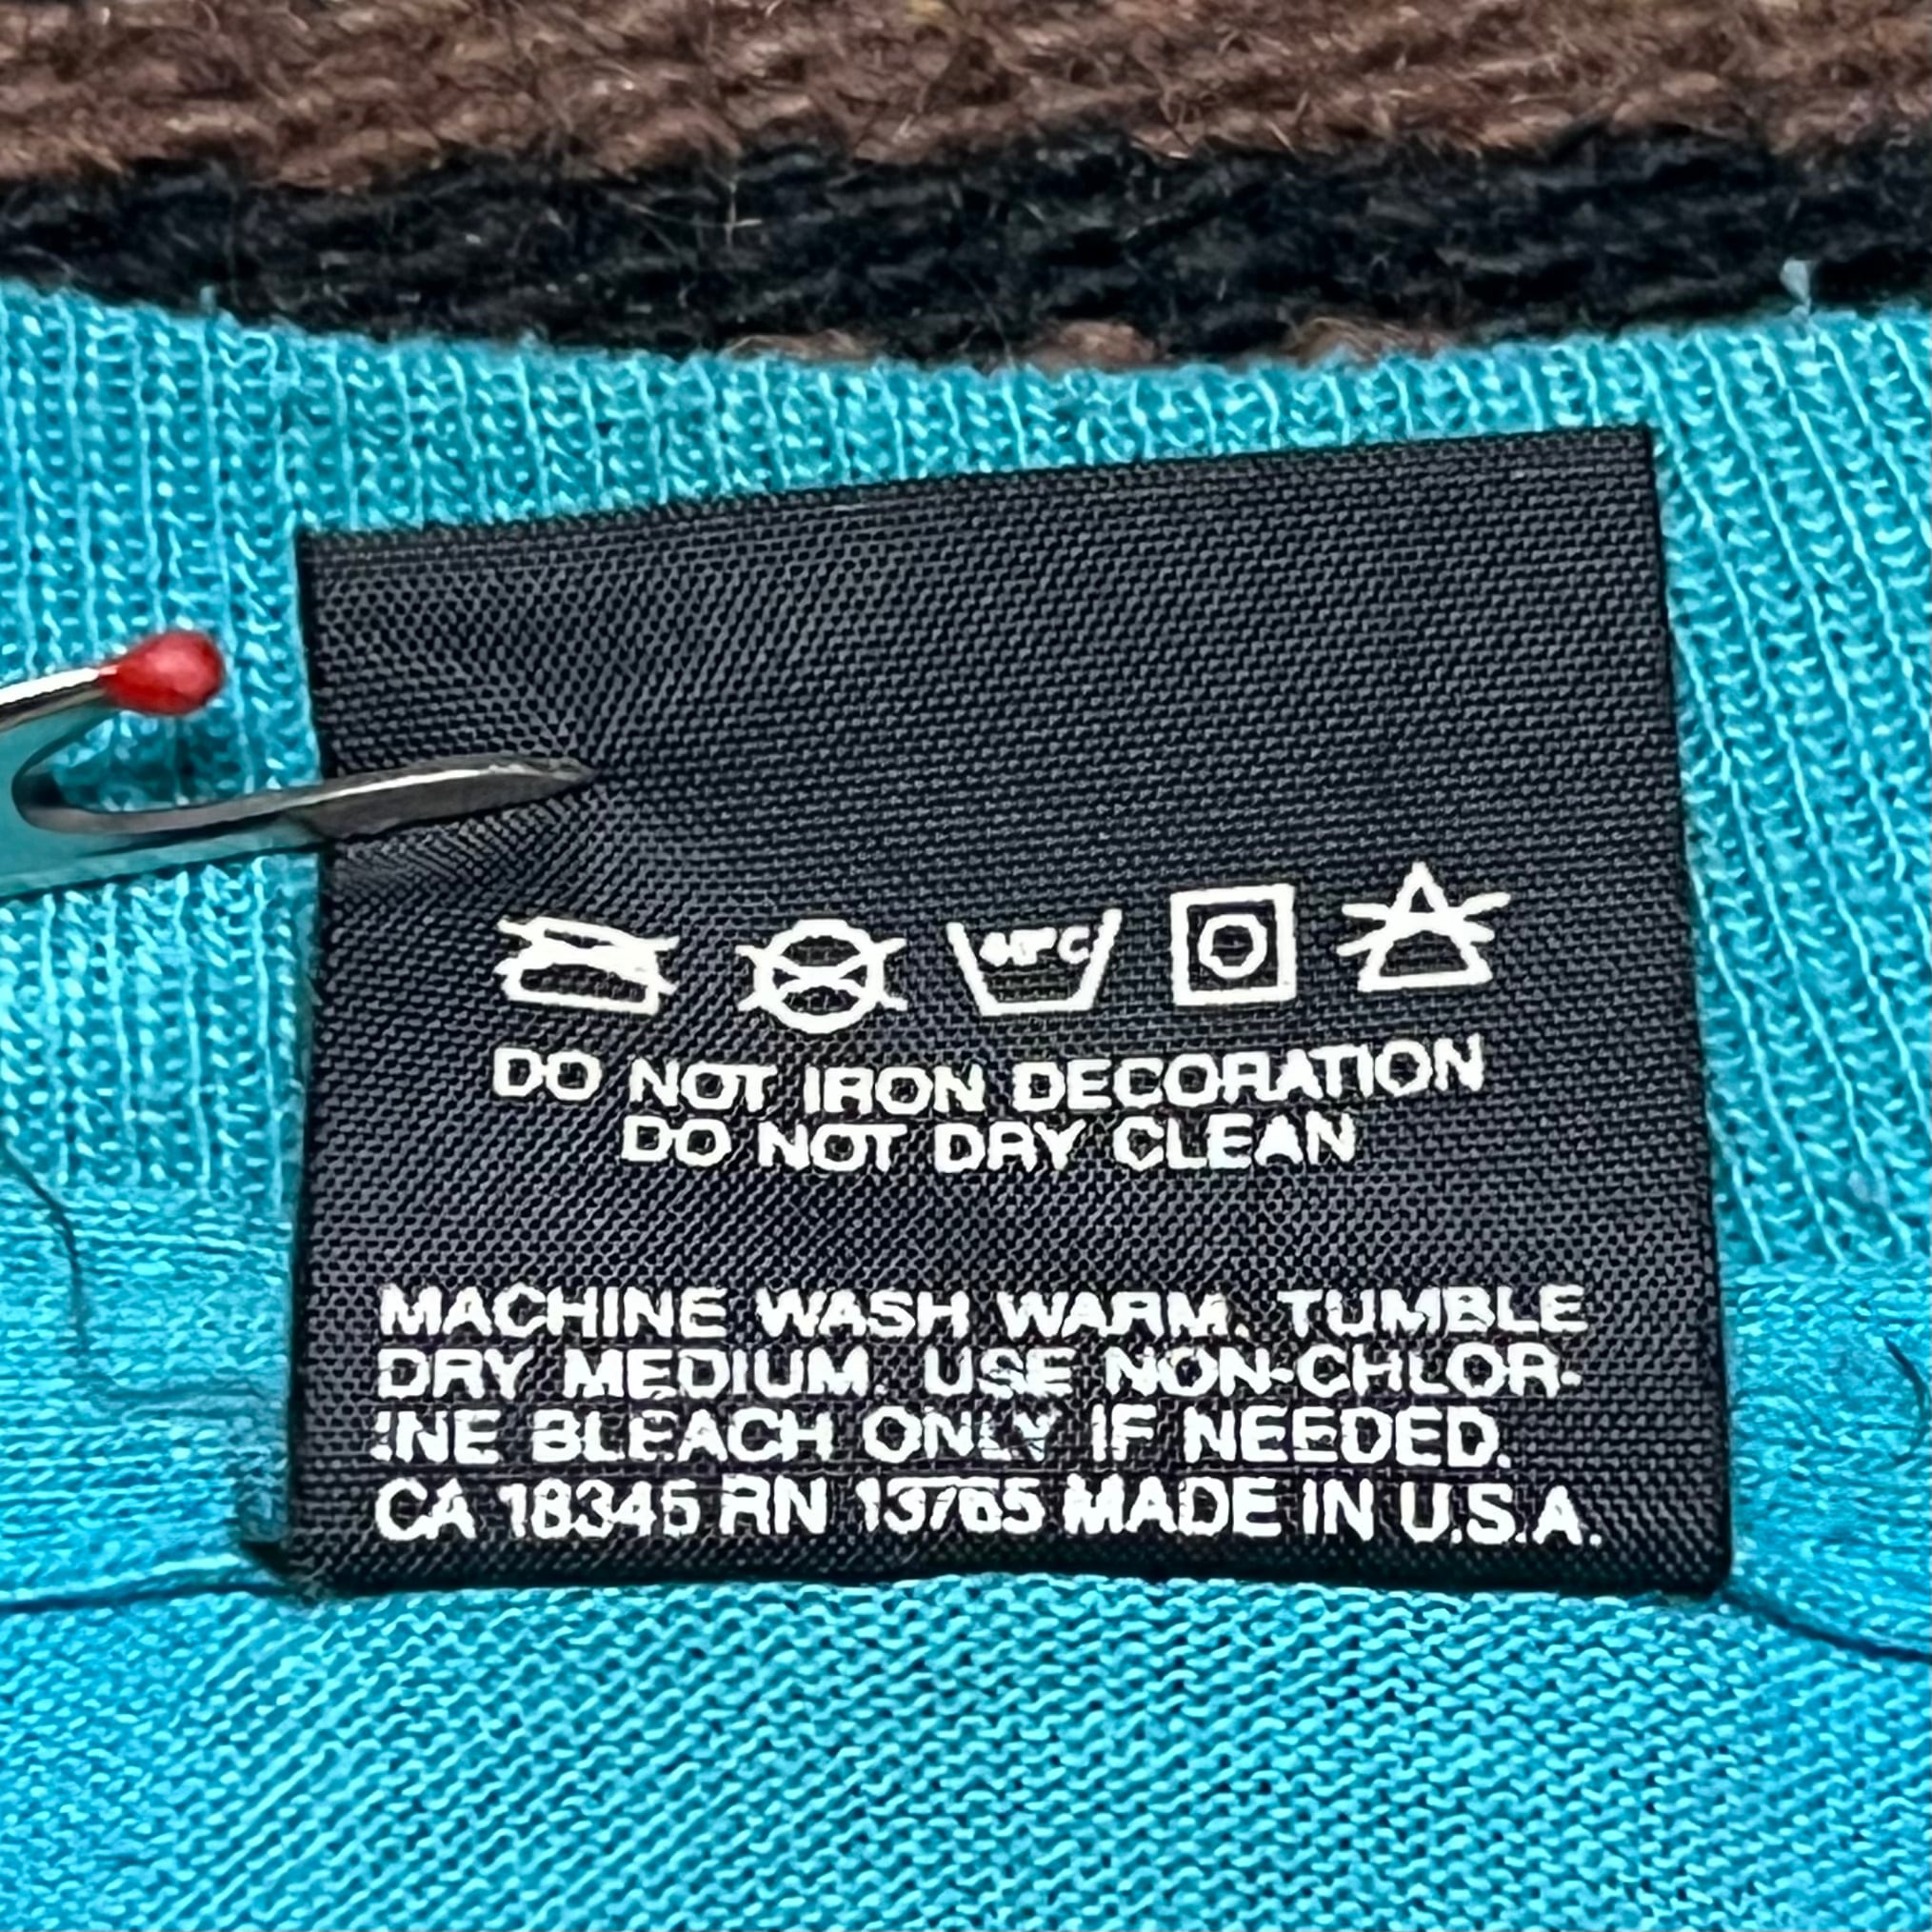 40°C
DO NOT IRON DECORATION
DO NOT DRY CLEAN
MACHINE WASH WARM. TUMBLE
DRY MEDIUM. USE NON-CHLOR-
INE BLEACH ONLY IF NEEDED.
CA 18345 RN 13765 MADE IN U.S.A.